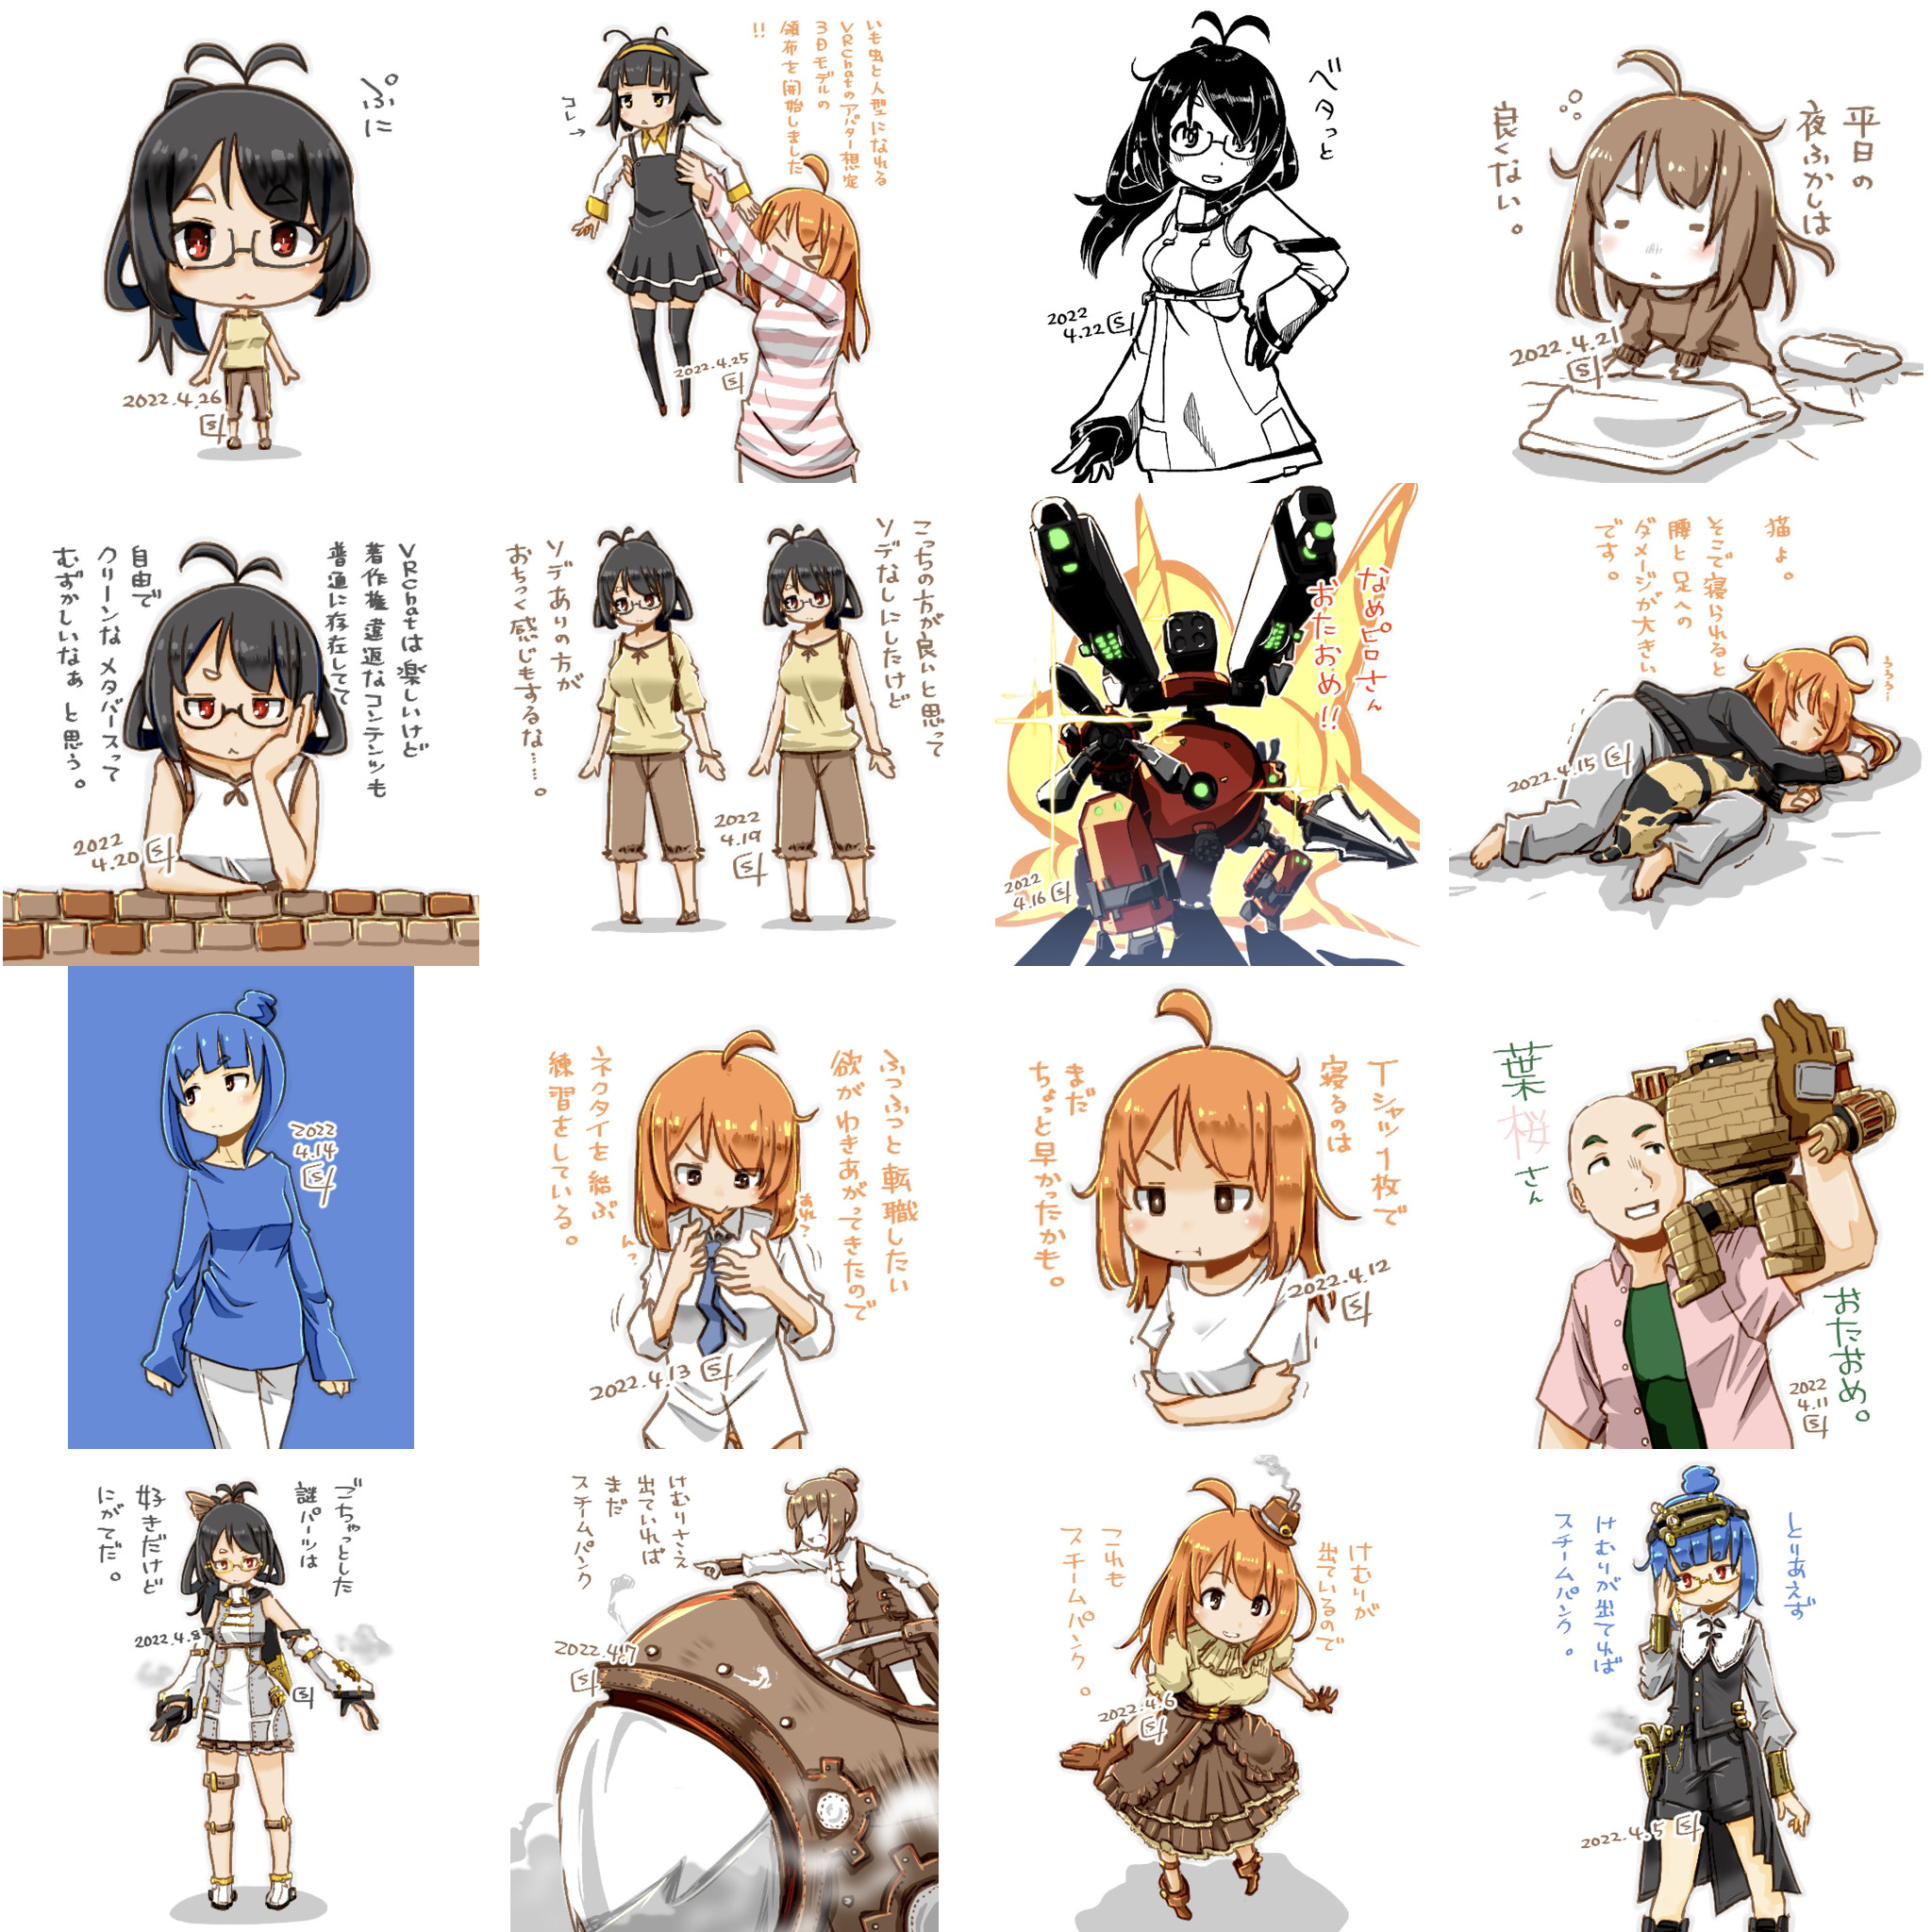 ぷに
2022.4.26
いも虫と人型になれる
VRChatのアバター想定
3Dモデルの
頒布を開始しました
!!
コレ→
2022.4.25
ベタっと
2022
4.22
平日の
夜ふかしは
良くない。
2022.4.21
VRChatは楽しいけど
著作権違反なコンテンツも
普通に存在してて
自由で
クリーンなメタバースって
むずかしいなぁと思う。
2022
4.20
こっちの方が良いと思って
ソデなしにしたけど
ソデありの方が
おちつく感じもするな……。
2022
4.19
なめピロさん
おたおめ!!
2022
4.16
猫よ。
そこで寝られると
腰と足への
ダメージが大きい
です。
ううう…
2022.4.15
2022
4.14
ふつふつと転職したい
欲がわきあがってきたので
ネクタイを結ぶ
練習をしている。
あれ?
んっ
2022.4.13
Tシャツ1枚で
寝るのは
まだ
ちょっと早かったかも。
2022.4.12
葉桜さん
おたおめ。
2022
4.11
ごちゃっとした
謎パーツは
好きだけど
にがてだ。
2022.4.8
けむりさえ
出ていれば
まだ
スチームパンク
2022.4.7
けむりが
出ているので
これも
スチームパンク。
2022.4.6
とりあえず
けむりが出てれば
スチームパンク。
2022.4.5